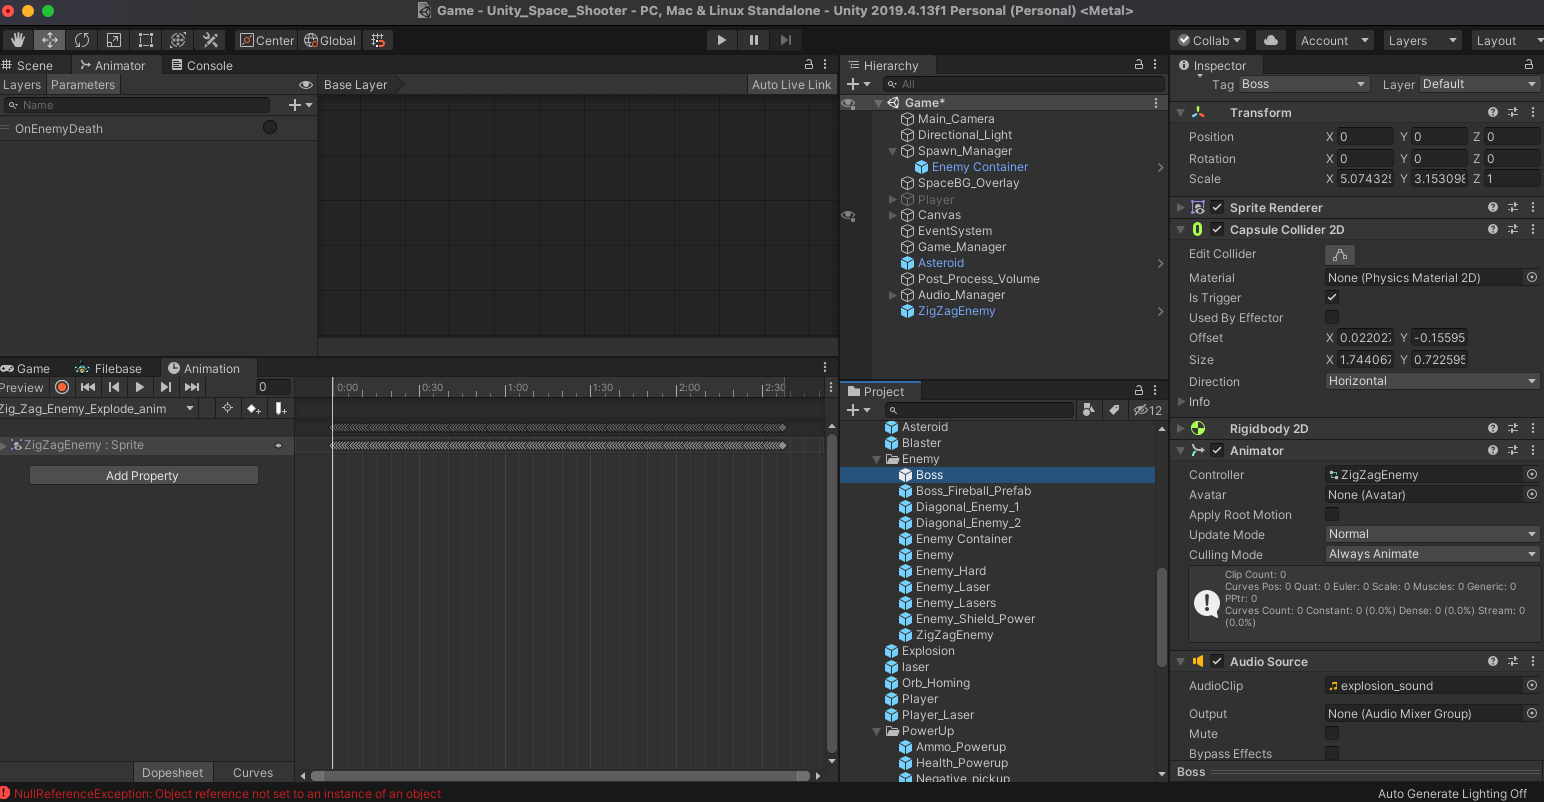 Game - Unity_Space_Shooter - PC, Mac & Linux Standalone - Unity 2019.4.13f1 Personal (Personal) <Metal>
Center Global Collab Account Layers Layout
Scene Animator Console
Layers Parameters Base Layer Auto Live Link
Name
OnEnemyDeath
Game Filebase Animation
Preview 0 0:00 0:30 1:00 1:30 2:00 2:30
Zig_Zag_Enemy_Explode_anim
ZigZagEnemy : Sprite
Add Property
Dopesheet Curves
NullReferenceException: Object reference not set to an instance of an object
Hierarchy
All
Game*
Main_Camera
Directional_Light
Spawn_Manager
Enemy Container
SpaceBG_Overlay
Player
Canvas
EventSystem
Game_Manager
Asteroid
Post_Process_Volume
Audio_Manager
ZigZagEnemy
Project
12
Asteroid
Blaster
Enemy
Boss
Boss_Fireball_Prefab
Diagonal_Enemy_1
Diagonal_Enemy_2
Enemy Container
Enemy
Enemy_Hard
Enemy_Laser
Enemy_Lasers
Enemy_Shield_Power
ZigZagEnemy
Explosion
laser
Orb_Homing
Player
Player_Laser
PowerUp
Ammo_Powerup
Health_Powerup
Negative_pickup
Inspector
Tag Boss Layer Default
Transform
Position X 0 Y 0 Z 0
Rotation X 0 Y 0 Z 0
Scale X 5.074325 Y 3.153098 Z 1
Sprite Renderer
Capsule Collider 2D
Edit Collider
Material None (Physics Material 2D)
Is Trigger
Used By Effector
Offset X 0.022027 Y -0.15595
Size X 1.744067 Y 0.722595
Direction Horizontal
Info
Rigidbody 2D
Animator
Controller ZigZagEnemy
Avatar None (Avatar)
Apply Root Motion
Update Mode Normal
Culling Mode Always Animate
Clip Count: 0
Curves Pos: 0 Quat: 0 Euler: 0 Scale: 0 Muscles: 0 Generic: 0
PPtr: 0
Curves Count: 0 Constant: 0 (0.0%) Dense: 0 (0.0%) Stream: 0
(0.0%)
Audio Source
AudioClip explosion_sound
Output None (Audio Mixer Group)
Mute
Bypass Effects
Boss
Auto Generate Lighting Off